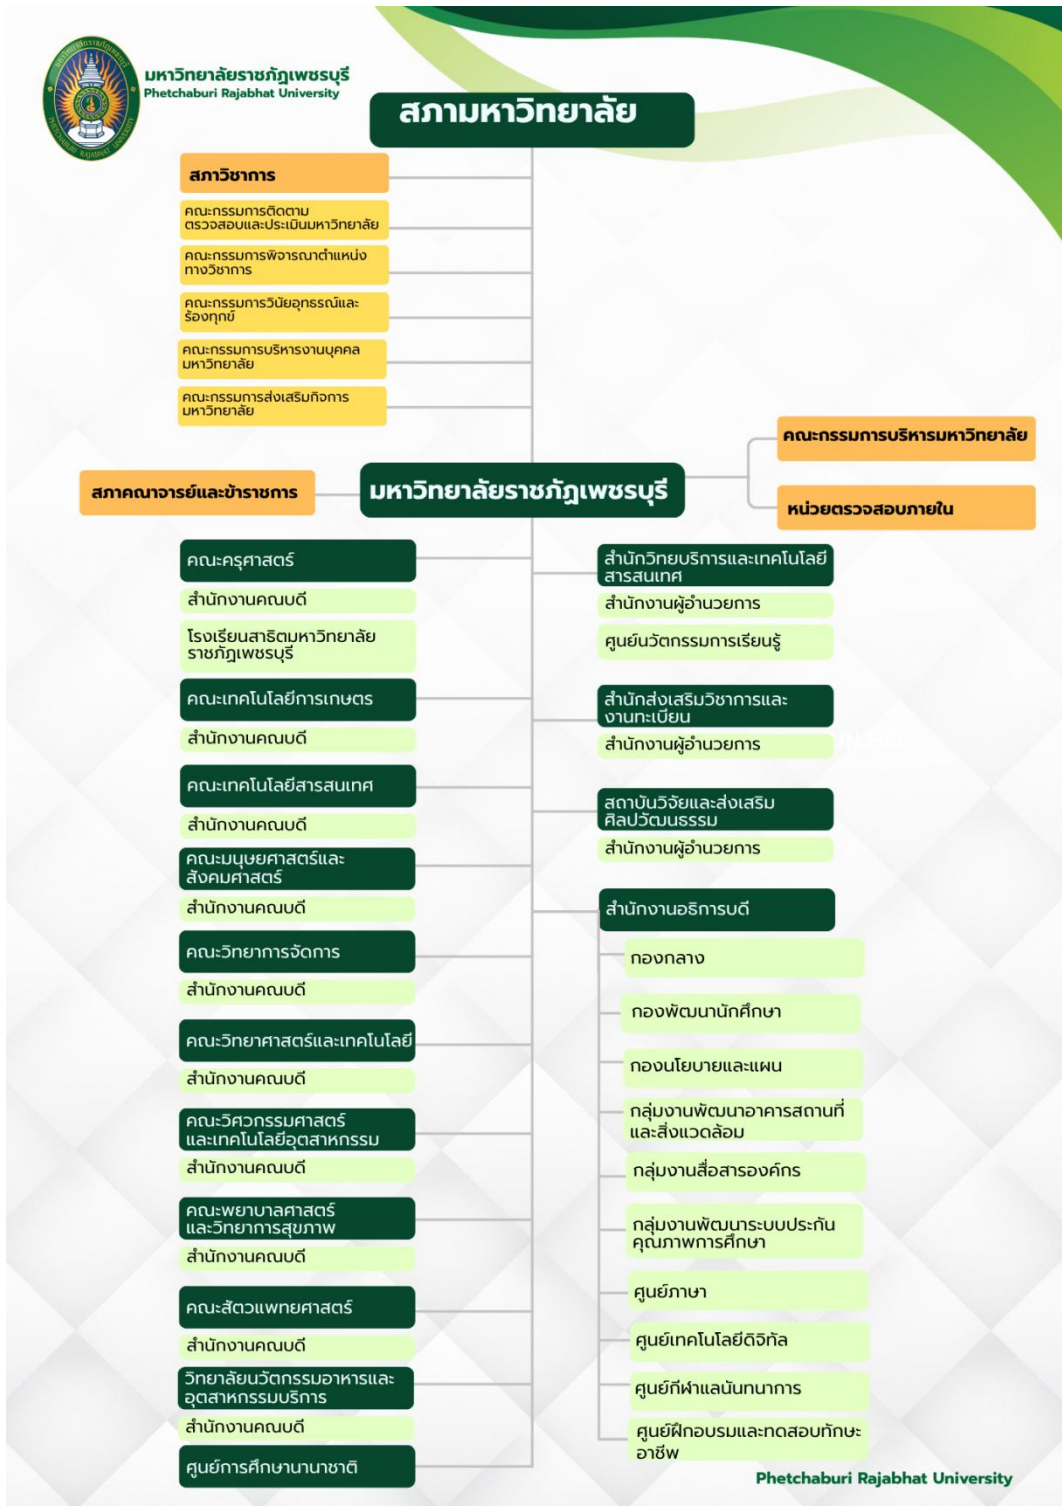 มหาวิทยาลัยราชภัฏเพชรบุรี
Phetchaburi Rajabhat University
สภามหาวิทยาลัย
สภาวิชาการ
คณะกรรมการติดตาม
ตรวจสอบและประเมินมหาวิทยาลัย
คณะกรรมการพิจารณาตำแหน่ง
ทางวิชาการ
คณะกรรมการวินัยอุทธรณ์และ
ร้องทุกข์
คณะกรรมการบริหารงานบุคคล
มหาวิทยาลัย
คณะกรรมการส่งเสริมกิจการ
มหาวิทยาลัย
คณะกรรมการบริหารมหาวิทยาลัย
สภาคณาจารย์และข้าราชการ
มหาวิทยาลัยราชภัฏเพชรบุรี
หน่วยตรวจสอบภายใน
คณะครุศาสตร์
สำนักงานคณบดี
โรงเรียนสาธิตมหาวิทยาลัย
ราชภัฏเพชรบุรี
คณะเทคโนโลยีการเกษตร
สำนักงานคณบดี
คณะเทคโนโลยีสารสนเทศ
สำนักงานคณบดี
คณะมนุษยศาสตร์และ
สังคมศาสตร์
สำนักงานคณบดี
คณะวิทยาการจัดการ
สำนักงานคณบดี
คณะวิทยาศาสตร์และเทคโนโลยี
สำนักงานคณบดี
คณะวิศวกรรมศาสตร์
และเทคโนโลยีอุตสาหกรรม
สำนักงานคณบดี
คณะพยาบาลศาสตร์
และวิทยาการสุขภาพ
สำนักงานคณบดี
คณะสัตวแพทยศาสตร์
สำนักงานคณบดี
วิทยาลัยนวัตกรรมอาหารและ
อุตสาหกรรมบริการ
สำนักงานคณบดี
ศูนย์การศึกษานานาชาติ
สำนักวิทยบริการและเทคโนโลยี
สารสนเทศ
สำนักงานผู้อำนวยการ
ศูนย์นวัตกรรมการเรียนรู้
สำนักส่งเสริมวิชาการและ
งานทะเบียน
สำนักงานผู้อำนวยการ
สถาบันวิจัยและส่งเสริม
ศิลปวัฒนธรรม
สำนักงานผู้อำนวยการ
สำนักงานอธิการบดี
กองกลาง
กองพัฒนานักศึกษา
กองนโยบายและแผน
กลุ่มงานพัฒนาอาคารสถานที่
และสิ่งแวดล้อม
กลุ่มงานสื่อสารองค์กร
กลุ่มงานพัฒนาระบบประกัน
คุณภาพการศึกษา
ศูนย์ภาษา
ศูนย์เทคโนโลยีดิจิทัล
ศูนย์กีฬาแลนันทนาการ
ศูนย์ฝึกอบรมและทดสอบทักษะ
อาชีพ
Phetchaburi Rajabhat University